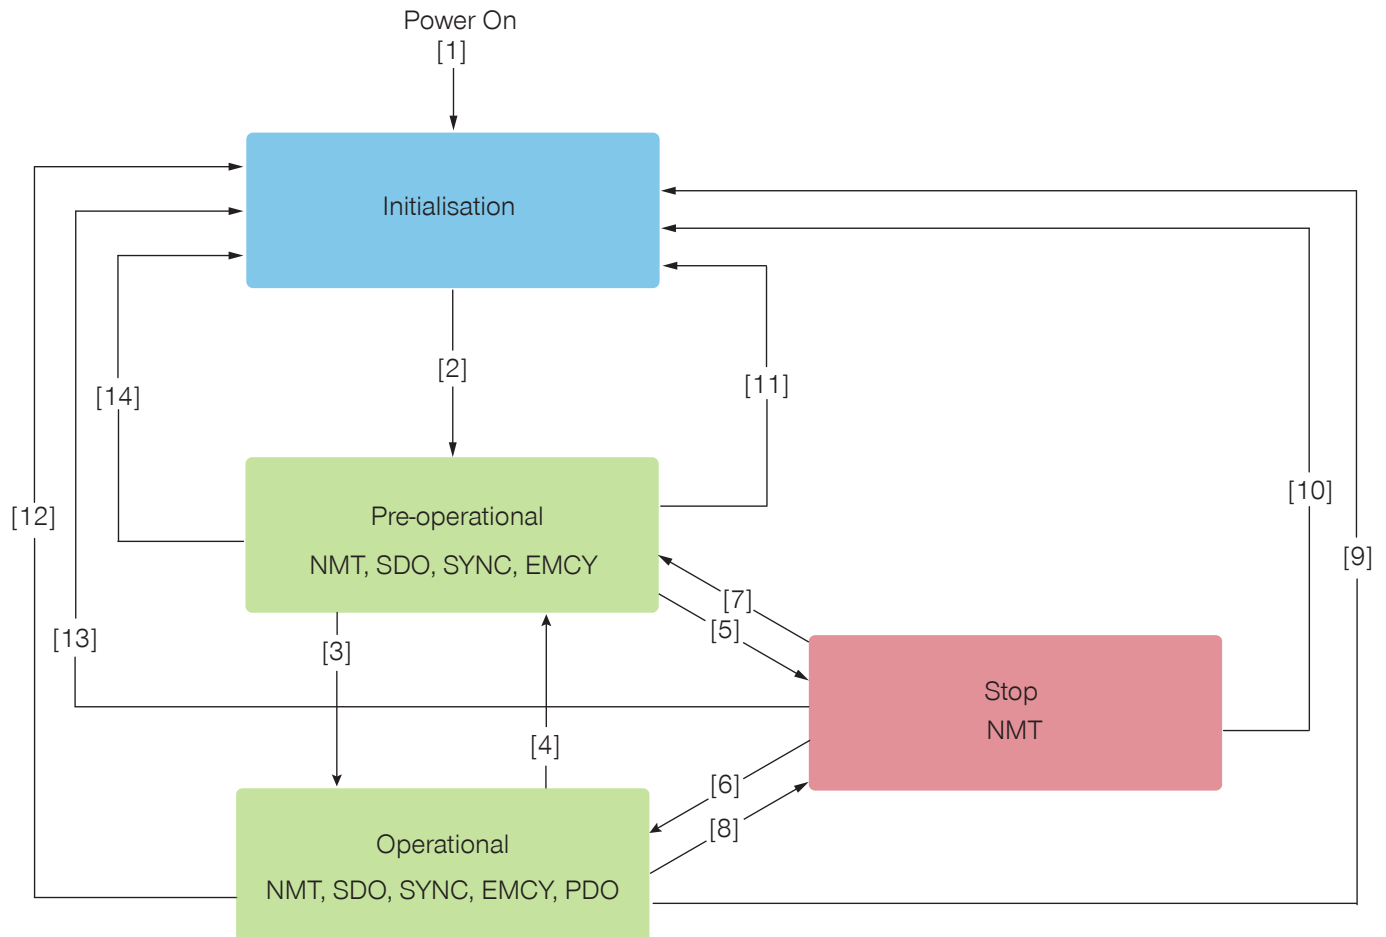 Power On
[1]
Initialisation
[2]
[11]
[14]
[10]
[12]
Pre-operational
NMT, SDO, SYNC, EMCY
[9]
[7]
[5]
[13]
[3]
Stop
NMT
[4]
[6]
[8]
Operational
NMT, SDO, SYNC, EMCY, PDO